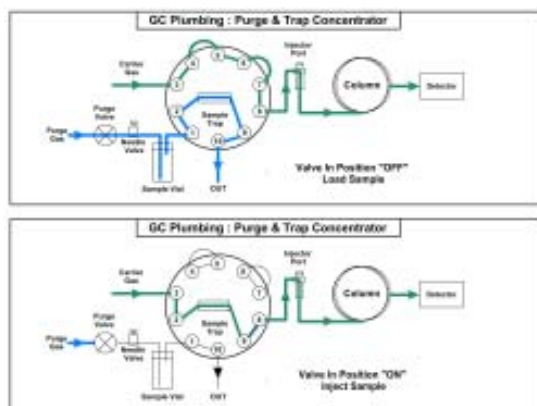 GC Plumbing : Purge & Trap Concentrator
Injector
Port
Carrier
Gas
Column
Detector
Purge
Valve
Sample
Trap
Purge
Gas
Needle
Valve
Sample Vial
OUT
Valve In Position "OFF"
Load Sample
GC Plumbing : Purge & Trap Concentrator
Injector
Port
Carrier
Gas
Column
Detector
Purge
Valve
Sample
Trap
Purge
Gas
Needle
Valve
Sample Vial
OUT
Valve In Position "ON"
Inject Sample